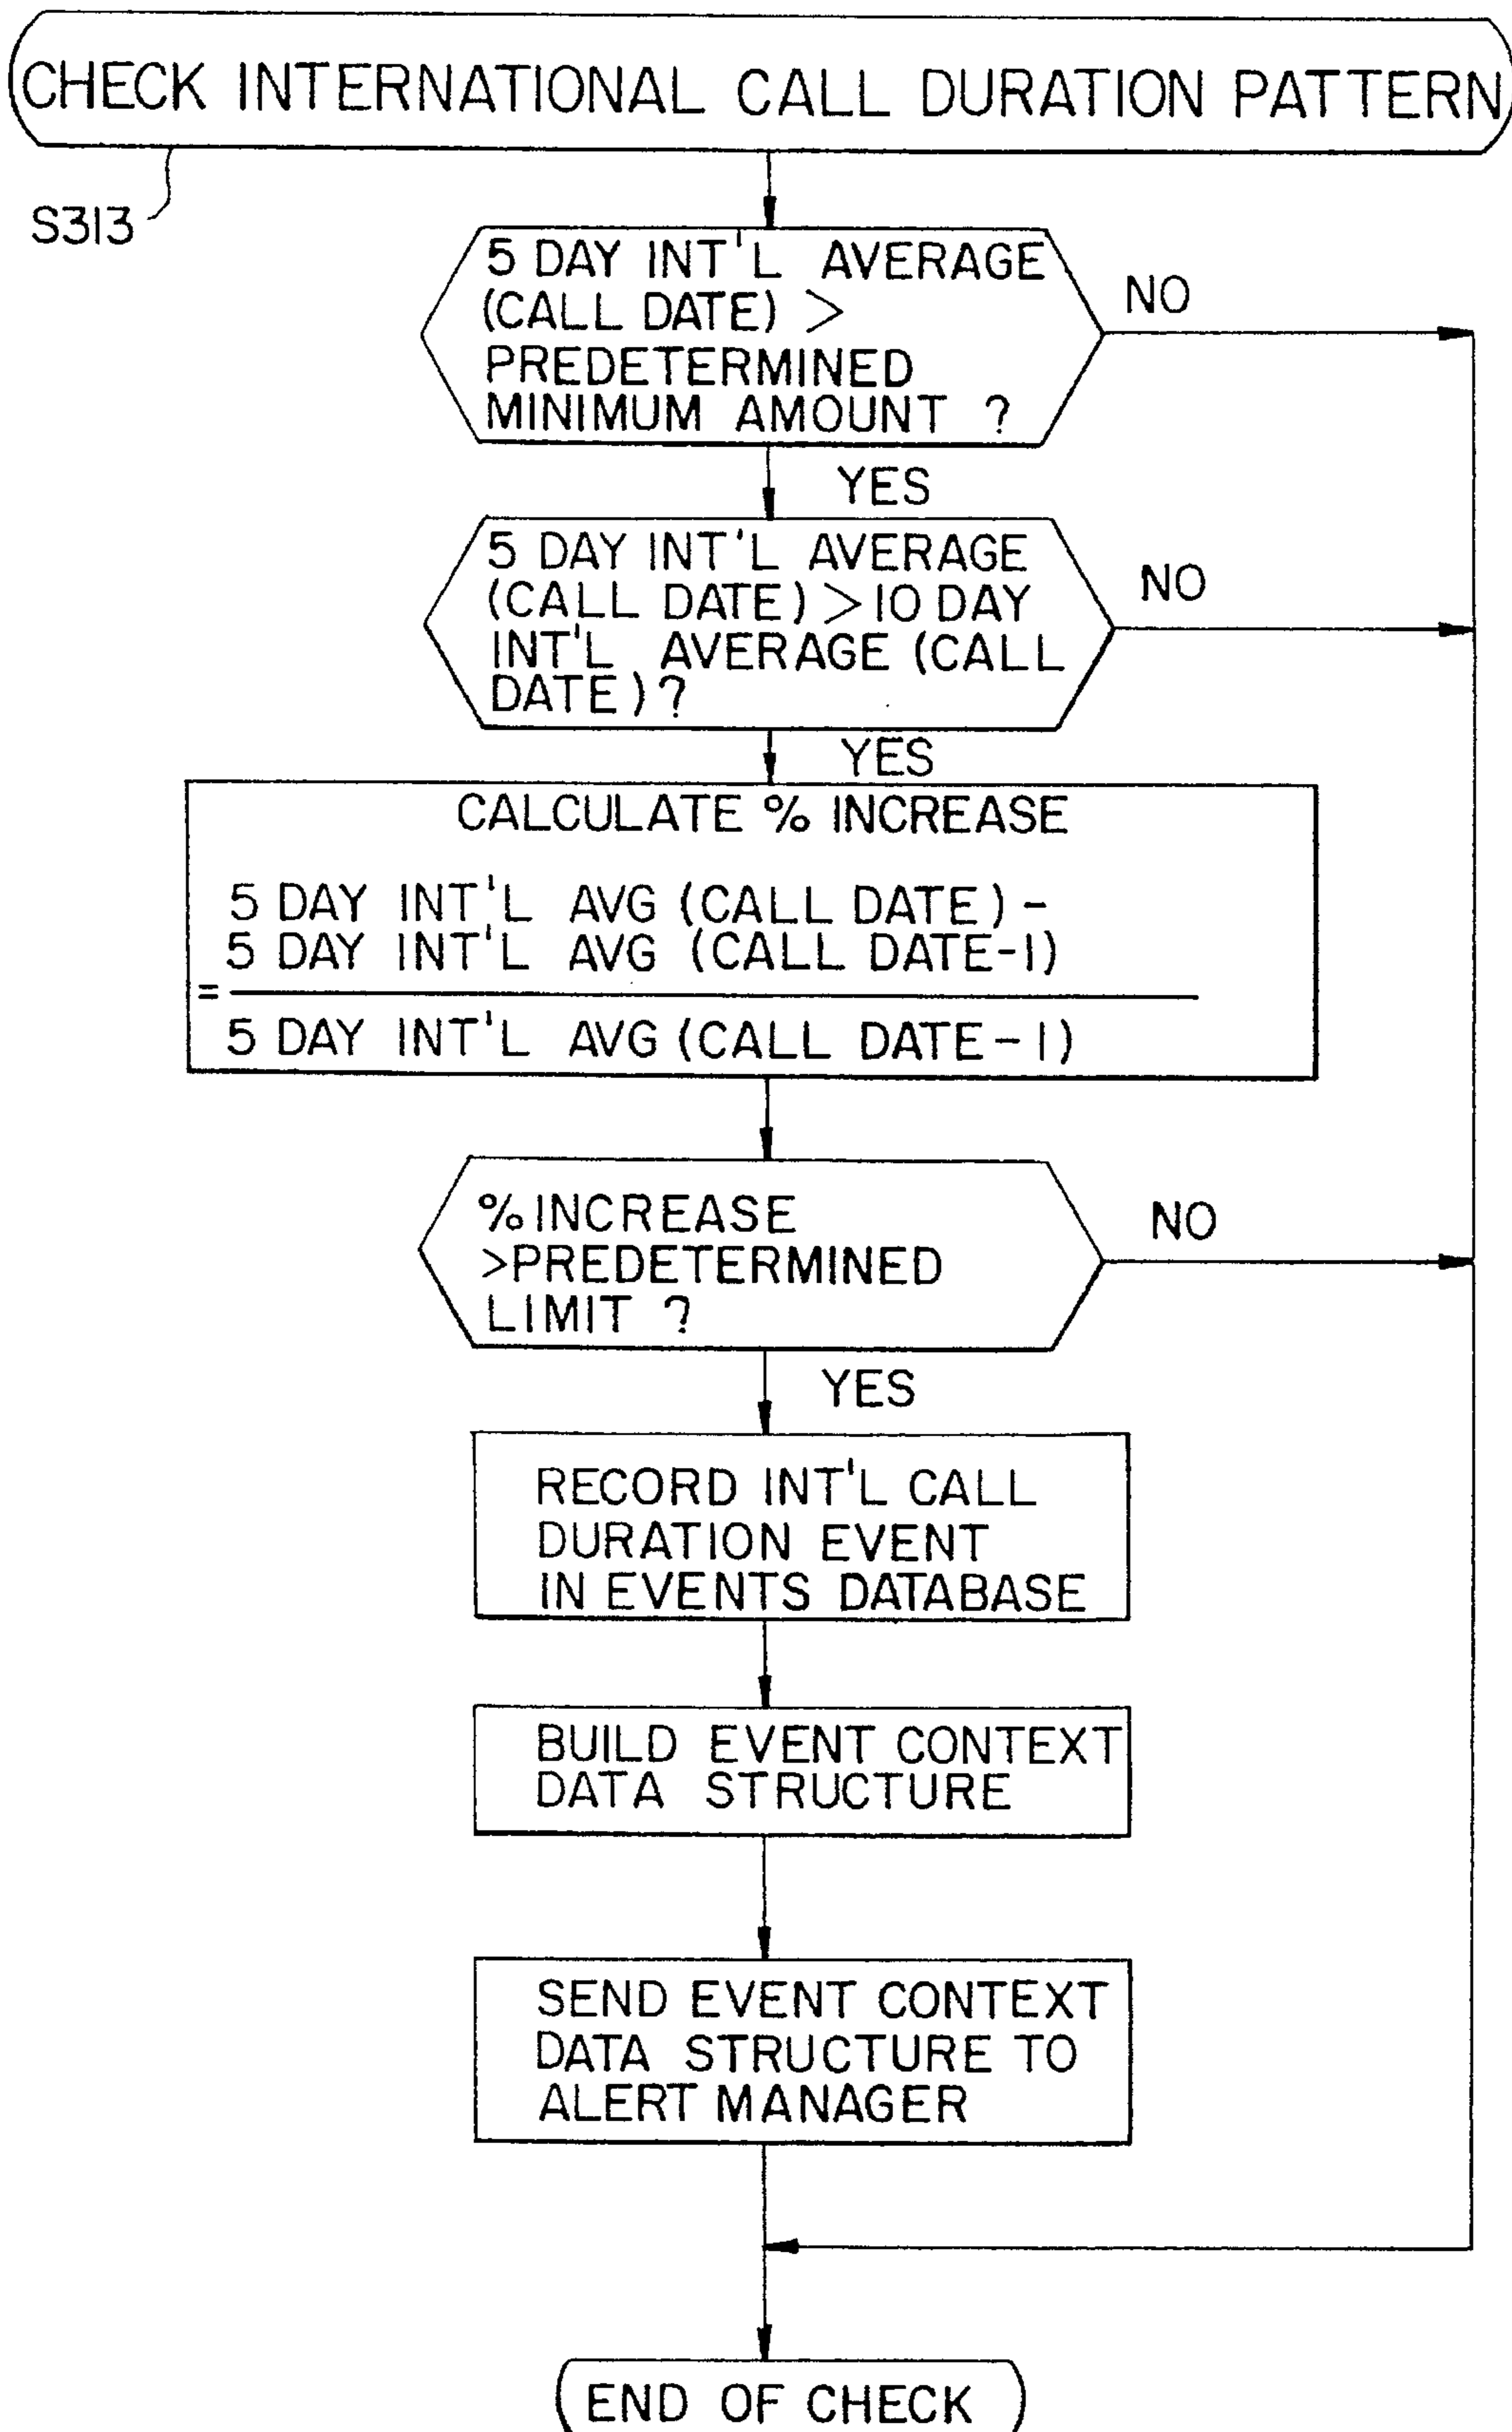 CHECK INTERNATIONAL CALL DURATION PATTERN
S313
5 DAY INT'L AVERAGE
(CALL DATE) >
PREDETERMINED
MINIMUM AMOUNT ?
NO
YES
5 DAY INT'L AVERAGE
(CALL DATE) > 10 DAY
INT'L AVERAGE (CALL
DATE) ?
NO
YES
CALCULATE % INCREASE
5 DAY INT'L AVG (CALL DATE) -
5 DAY INT'L AVG (CALL DATE-1)
=
5 DAY INT'L AVG (CALL DATE-1)
% INCREASE
>PREDETERMINED
LIMIT ?
NO
YES
RECORD INT'L CALL
DURATION EVENT
IN EVENTS DATABASE
BUILD EVENT CONTEXT
DATA STRUCTURE
SEND EVENT CONTEXT
DATA STRUCTURE TO
ALERT MANAGER
END OF CHECK